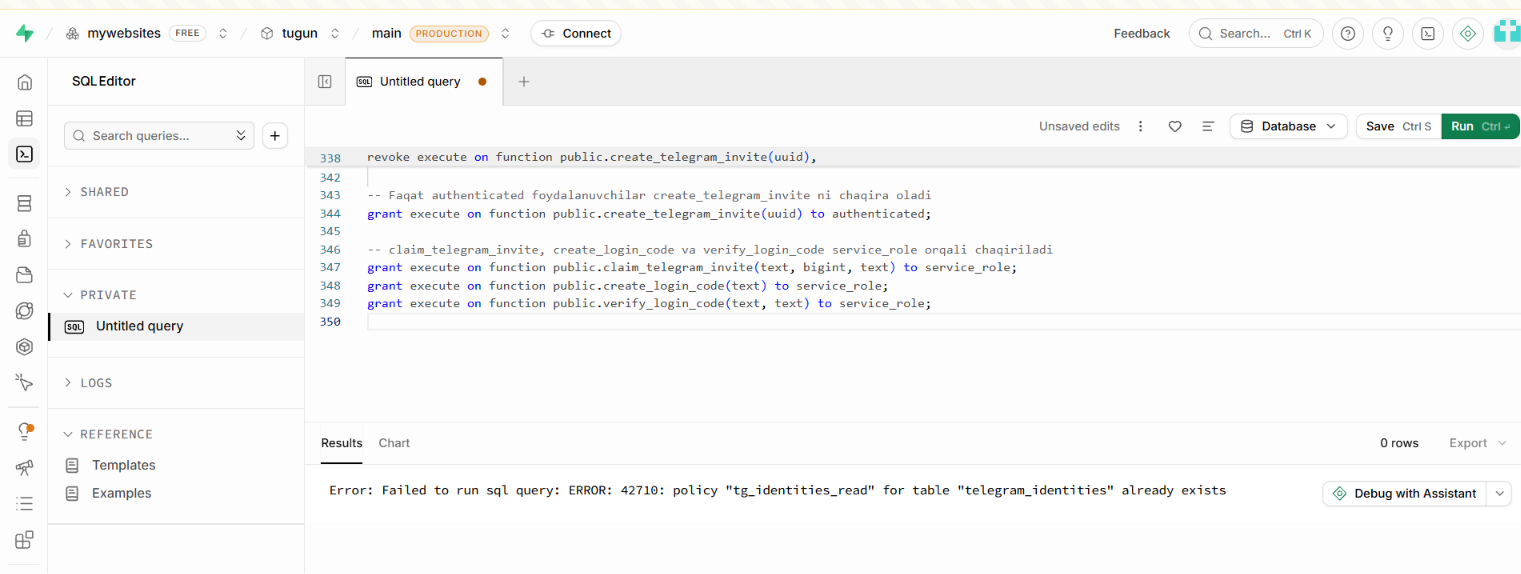 mywebsites FREE / tugun / main PRODUCTION Connect Feedback Search... Ctrl K
SQL Editor
SQL Untitled query
Search queries...
Unsaved edits Database Save Ctrl S Run Ctrl ↵
SHARED
FAVORITES
PRIVATE
SQL Untitled query
LOGS
REFERENCE
Templates
Examples
338 revoke execute on function public.create_telegram_invite(uuid),
342
343 -- Faqat authenticated foydalanuvchilar create_telegram_invite ni chaqira oladi
344 grant execute on function public.create_telegram_invite(uuid) to authenticated;
345
346 -- claim_telegram_invite, create_login_code va verify_login_code service_role orqali chaqiriladi
347 grant execute on function public.claim_telegram_invite(text, bigint, text) to service_role;
348 grant execute on function public.create_login_code(text) to service_role;
349 grant execute on function public.verify_login_code(text, text) to service_role;
350
Results Chart 0 rows Export
Error: Failed to run sql query: ERROR: 42710: policy "tg_identities_read" for table "telegram_identities" already exists
Debug with Assistant